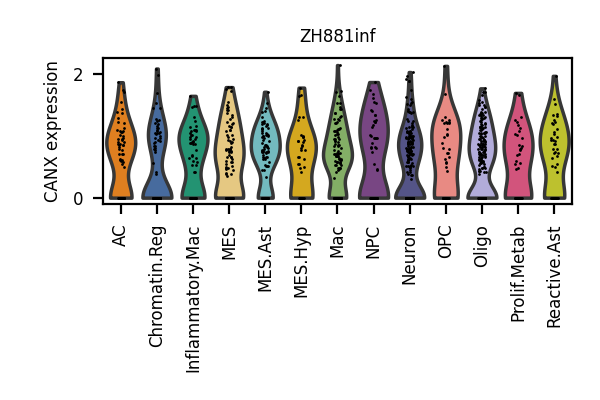 ZH881inf
CANX expression
2
0
AC
Chromatin.Reg
Inflammatory.Mac
MES
MES.Ast
MES.Hyp
Mac
NPC
Neuron
OPC
Oligo
Prolif.Metab
Reactive.Ast